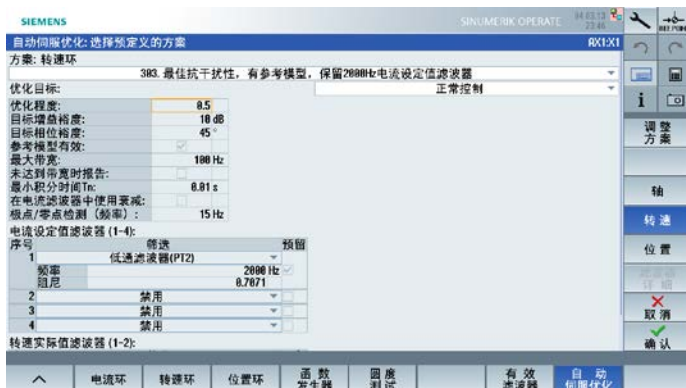 SIEMENS
SINUMERIK OPERATE
23:46
REF.POINT
自动伺服优化: 选择预定义的方案
AX1:X1
方案: 转速环
303. 最佳抗干扰性，有参考模型，保留2000Hz电流设定值滤波器
优化目标:
正常控制
优化程度: 0.5
目标增益裕度: 10 dB
目标相位裕度: 45 °
参考模型有效:
最大带宽: 100 Hz
未达到带宽时报告:
最小积分时间Tn: 0.01 s
在电流滤波器中使用衰减:
极点/零点检测（频率）: 15 Hz
电流设定值滤波器 (1-4):
序号 筛选 预留
1 低通滤波器(PT2)
频率 2000 Hz
阻尼 0.7071
2 禁用
3 禁用
4 禁用
转速实际值滤波器 (1-2):
调整方案
轴
转速
位置
取消
确认
电流环
转速环
位置环
函数发生器
圆度测试
有效滤波器
自动伺服优化